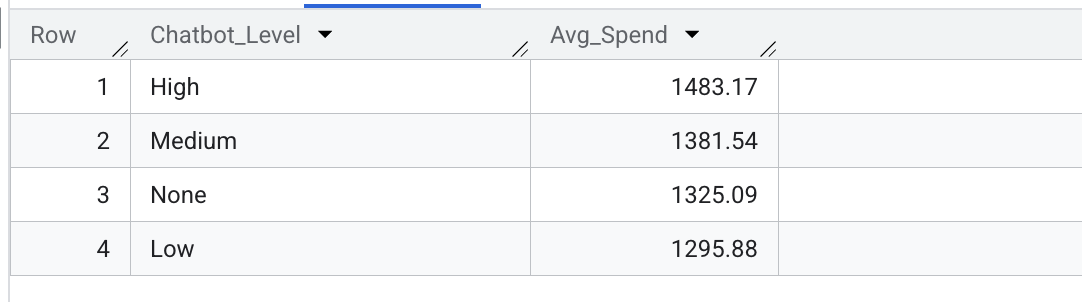 Row Chatbot_Level Avg_Spend
1 High 1483.17
2 Medium 1381.54
3 None 1325.09
4 Low 1295.88